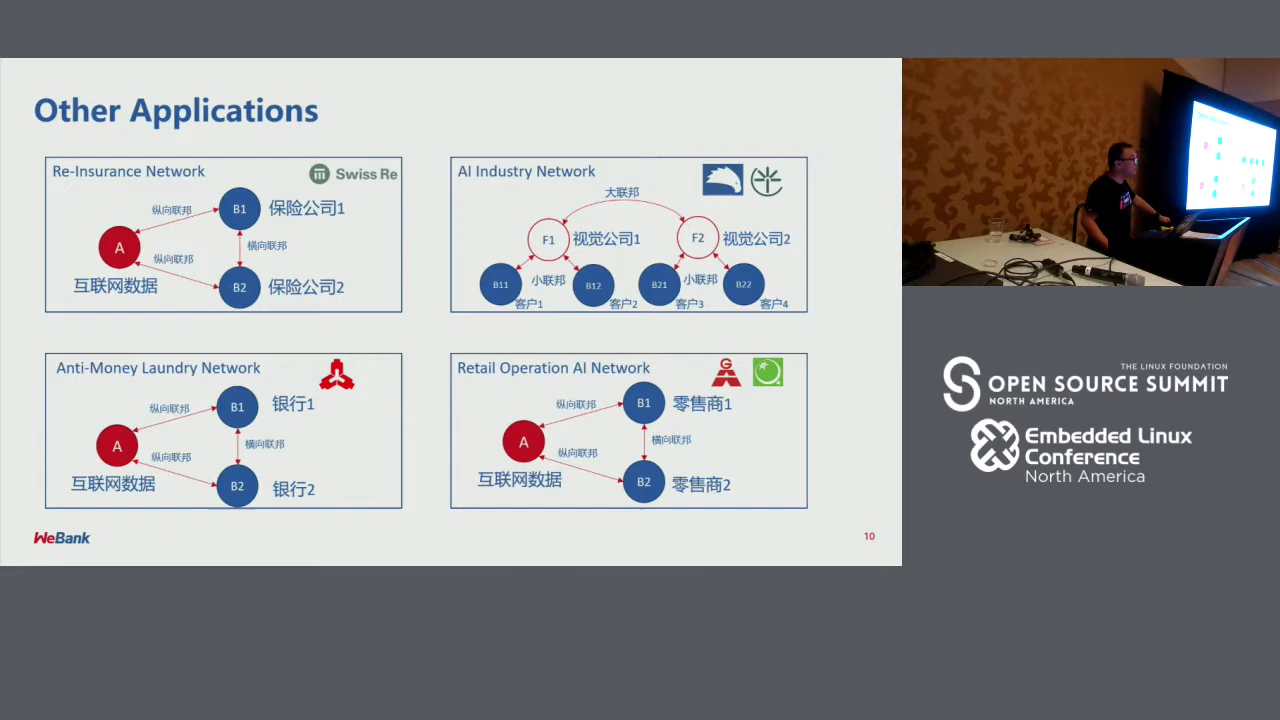 Other Applications
Re-Insurance Network
Swiss Re
纵向联邦
B1
保险公司1
A
横向联邦
纵向联邦
互联网数据
B2
保险公司2
AI Industry Network
大联邦
F1
视觉公司1
F2
视觉公司2
B11
小联邦
B12
B21
小联邦
B22
客户1
客户2
客户3
客户4
Anti-Money Laundry Network
纵向联邦
B1
银行1
A
横向联邦
纵向联邦
互联网数据
B2
银行2
Retail Operation AI Network
G
纵向联邦
B1
零售商1
A
横向联邦
纵向联邦
互联网数据
B2
零售商2
WeBank
10
THE LINUX FOUNDATION
OPEN SOURCE SUMMIT
NORTH AMERICA
Embedded Linux
Conference
North America